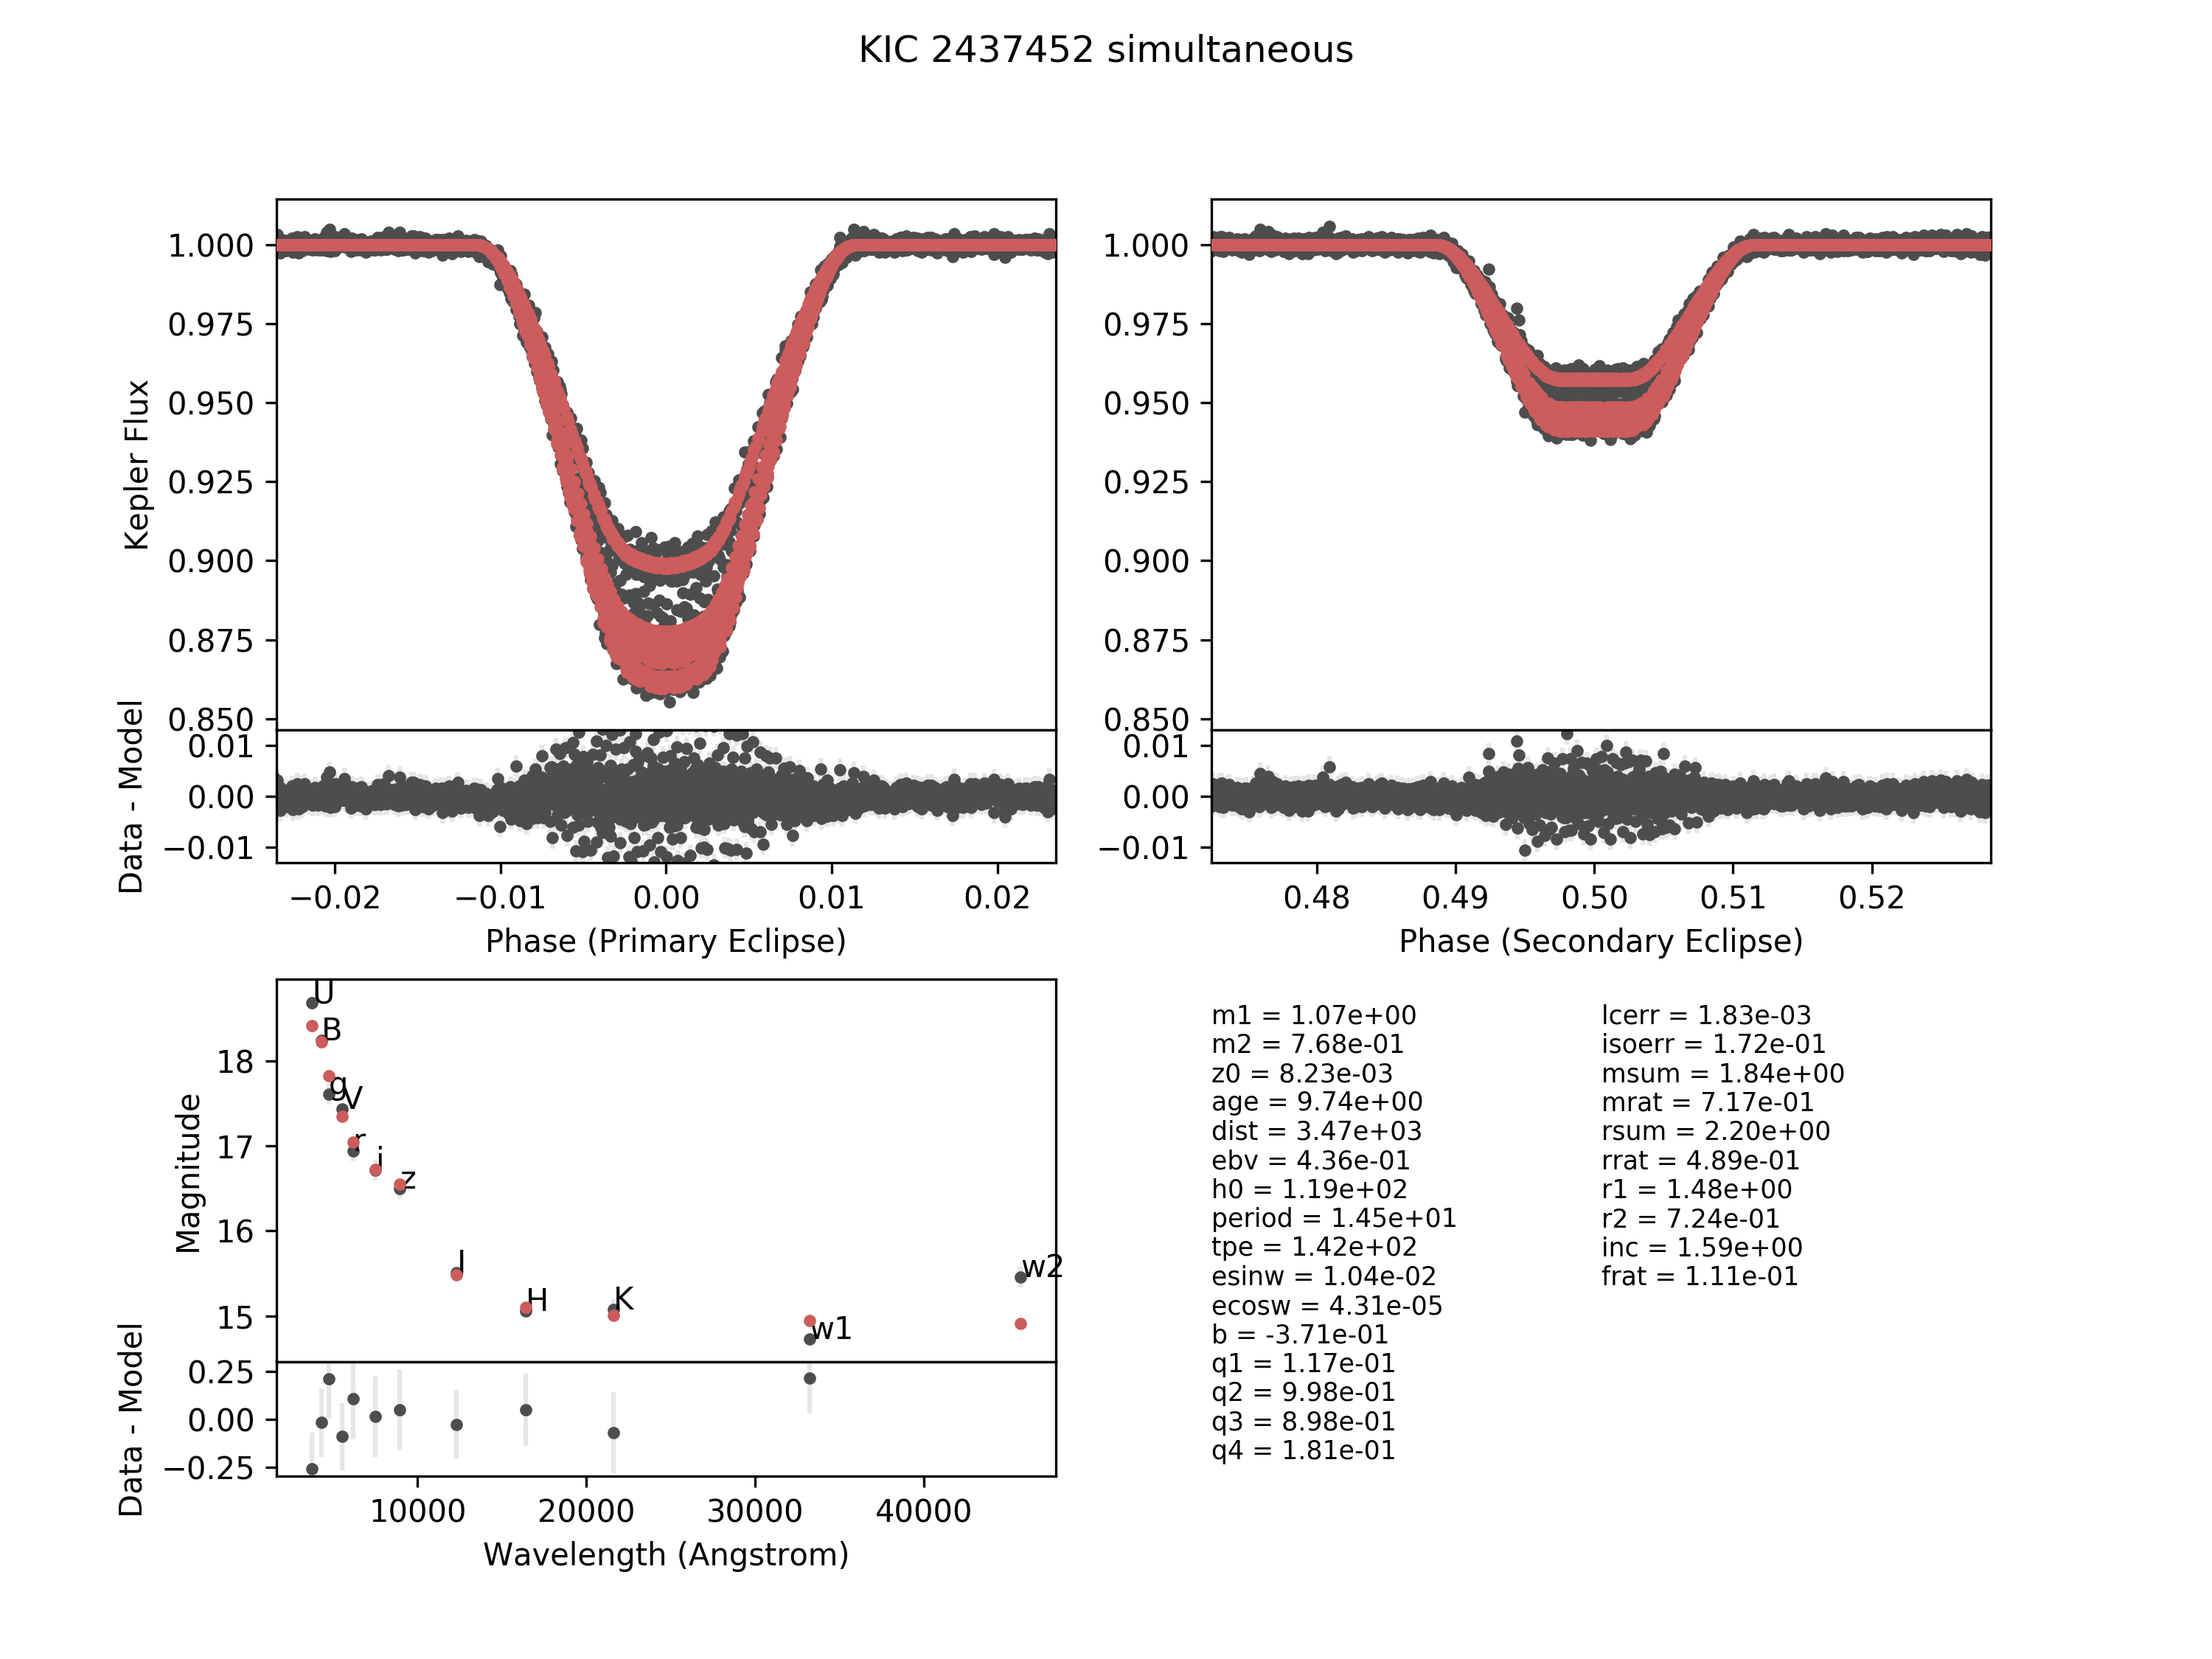 KIC 2437452 simultaneous
1.000
0.975
0.950
0.925
0.900
0.875
0.850
Kepler Flux
0.01
0.00
−0.01
Data - Model
−0.02 −0.01 0.00 0.01 0.02
Phase (Primary Eclipse)
1.000
0.975
0.950
0.925
0.900
0.875
0.850
0.01
0.00
−0.01
0.48 0.49 0.50 0.51 0.52
Phase (Secondary Eclipse)
18
17
16
15
Magnitude
U
B
g
V
r
i
z
J
H
K
w1
w2
0.25
0.00
−0.25
Data - Model
10000 20000 30000 40000
Wavelength (Angstrom)
m1 = 1.07e+00
m2 = 7.68e-01
z0 = 8.23e-03
age = 9.74e+00
dist = 3.47e+03
ebv = 4.36e-01
h0 = 1.19e+02
period = 1.45e+01
tpe = 1.42e+02
esinw = 1.04e-02
ecosw = 4.31e-05
b = -3.71e-01
q1 = 1.17e-01
q2 = 9.98e-01
q3 = 8.98e-01
q4 = 1.81e-01
lcerr = 1.83e-03
isoerr = 1.72e-01
msum = 1.84e+00
mrat = 7.17e-01
rsum = 2.20e+00
rrat = 4.89e-01
r1 = 1.48e+00
r2 = 7.24e-01
inc = 1.59e+00
frat = 1.11e-01